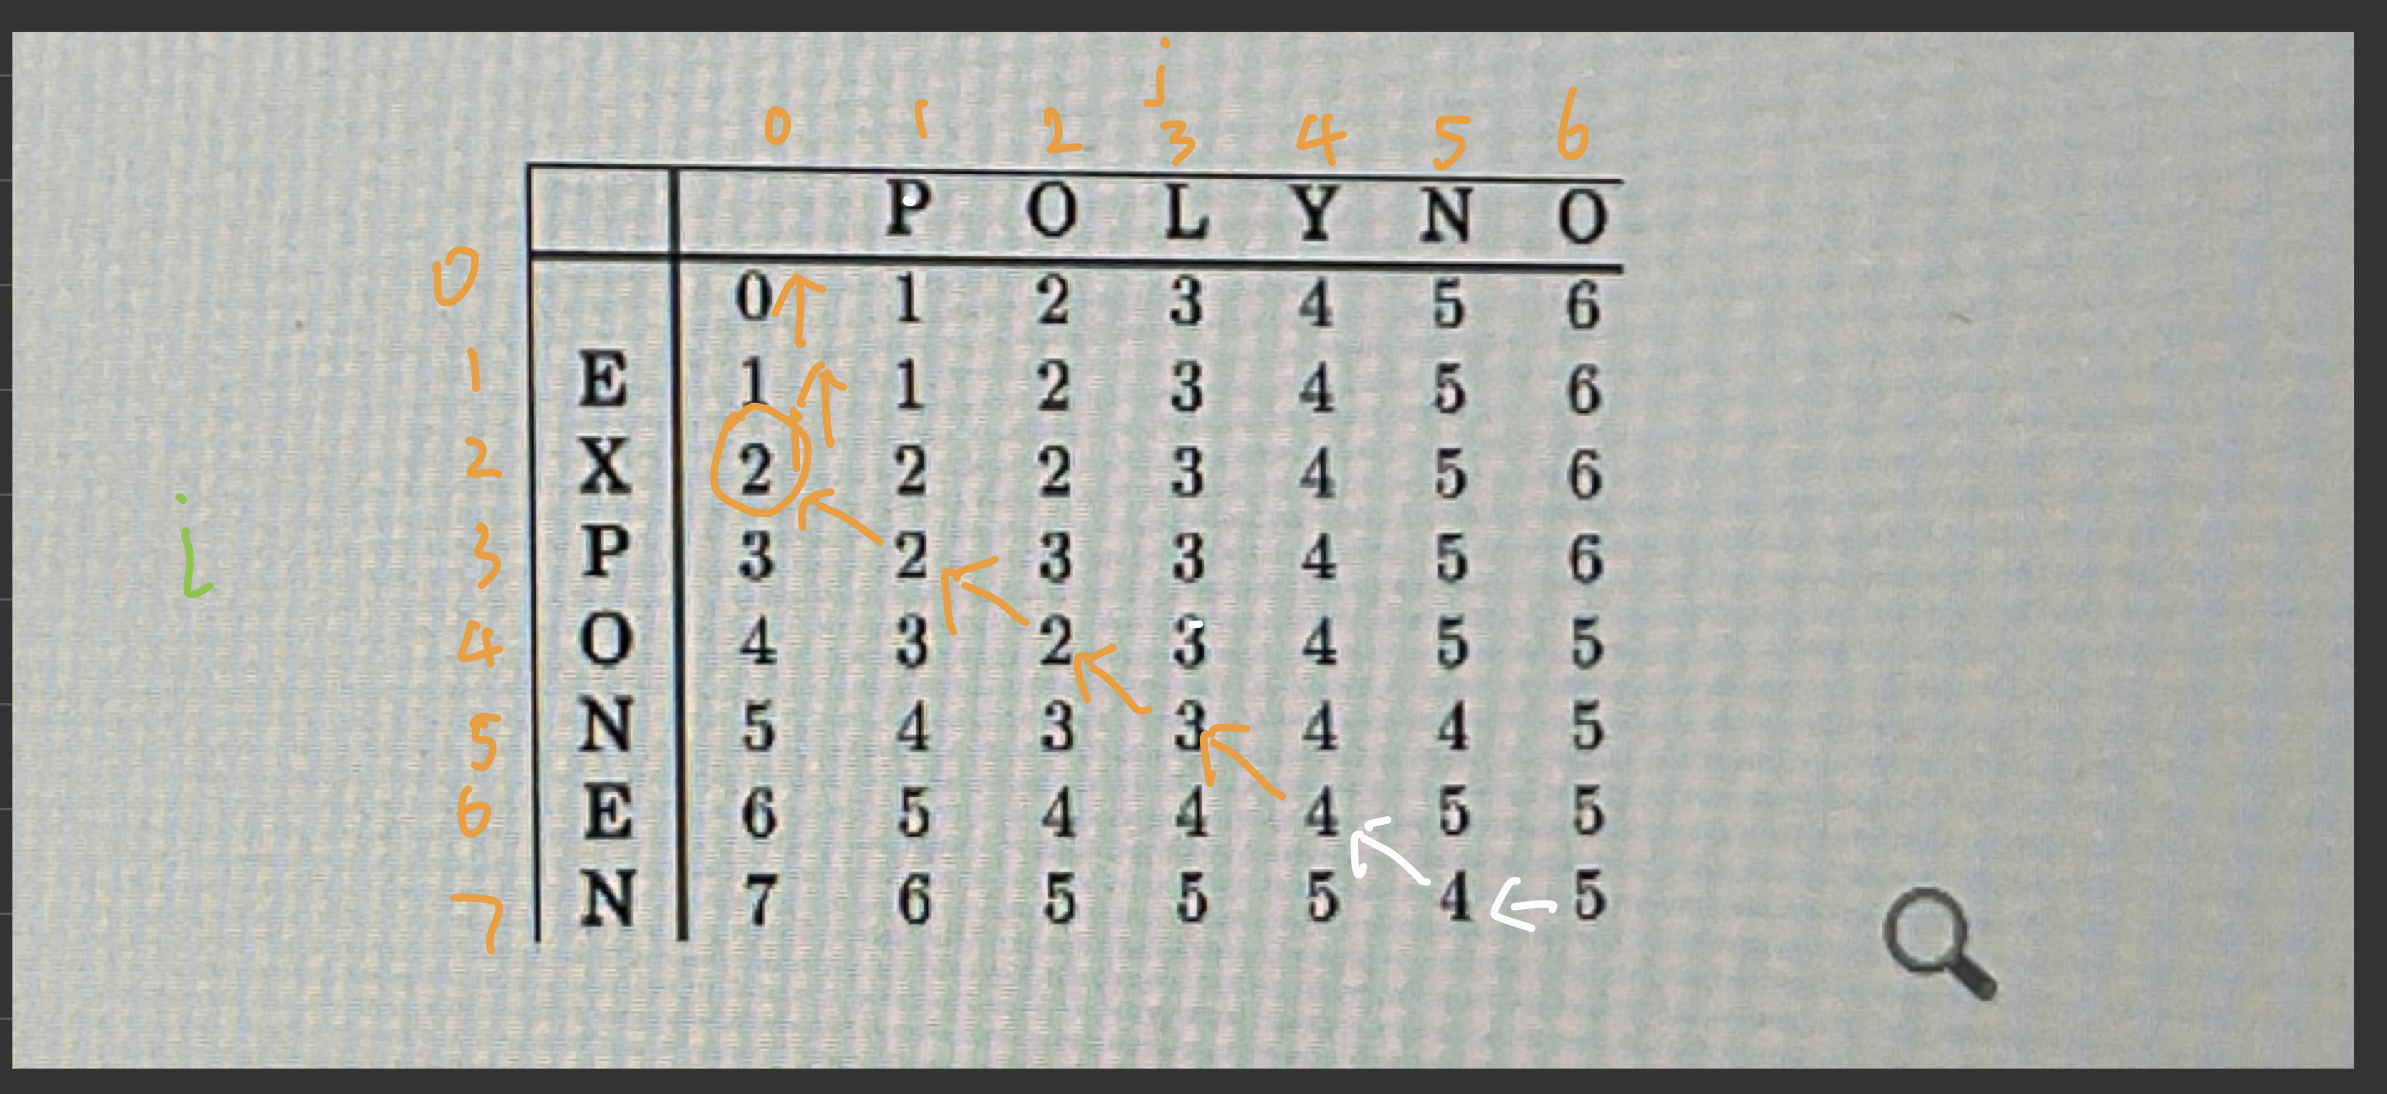 j
0 1 2 3 4 5 6
P O L Y N O
0 0 1 2 3 4 5 6
1 E 1 1 2 3 4 5 6
2 X 2 2 2 3 4 5 6
i
3 P 3 2 3 3 4 5 6
4 O 4 3 2 3 4 5 5
5 N 5 4 3 3 4 4 5
6 E 6 5 4 4 4 5 5
7 N 7 6 5 5 5 4 5